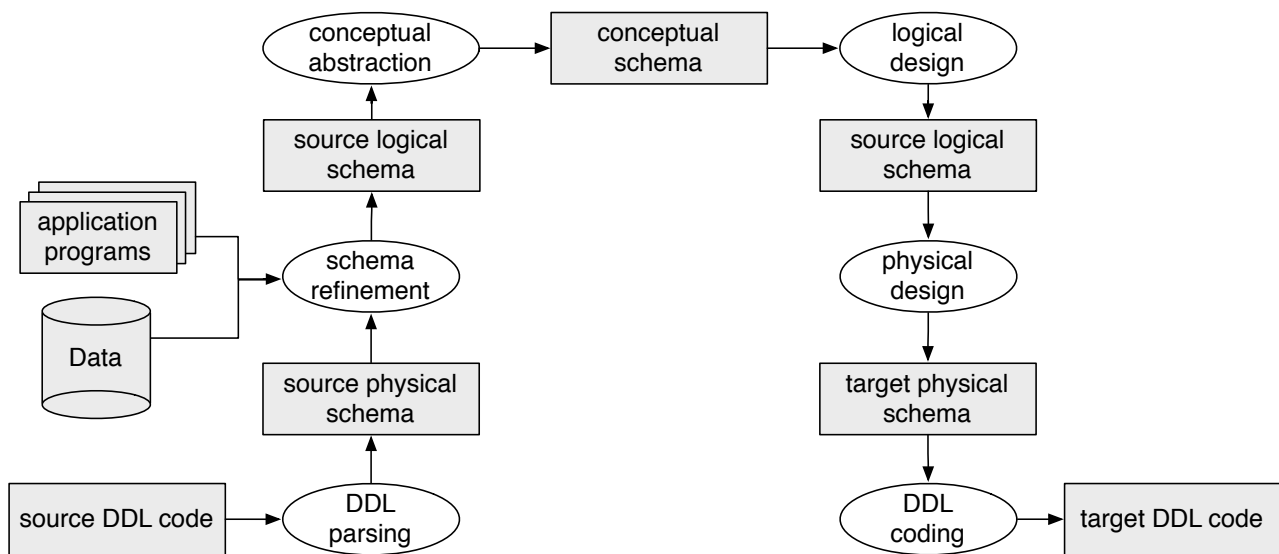 conceptual
abstraction
conceptual
schema
logical
design
source logical
schema
source logical
schema
application
programs
schema
refinement
physical
design
Data
source physical
schema
target physical
schema
source DDL code
DDL
parsing
DDL
coding
target DDL code